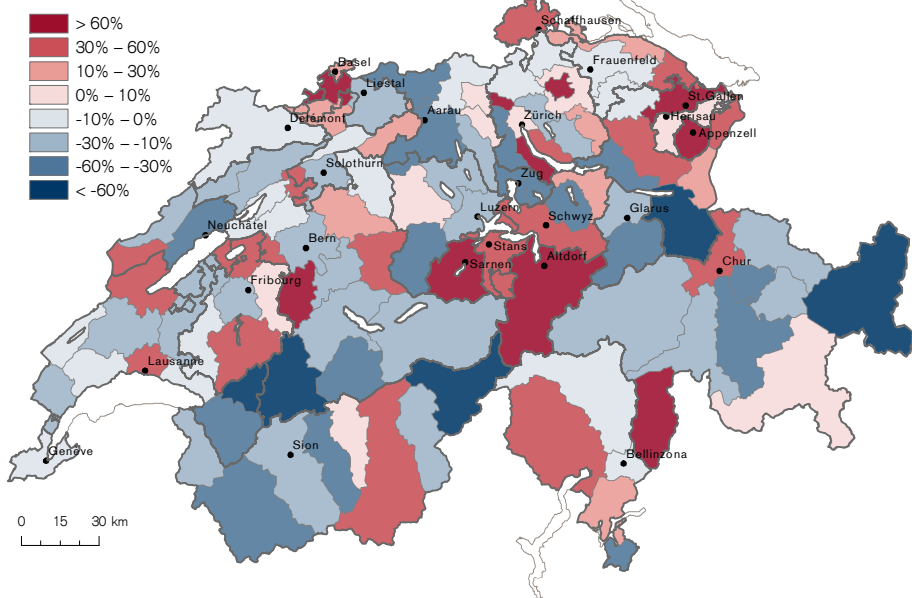 > 60%
30% – 60%
10% – 30%
0% – 10%
-10% – 0%
-30% – -10%
-60% – -30%
< -60%
Schaffhausen
Basel
Frauenfeld
Liestal
St.Gallen
Aarau
Herisau
Delémont
Zürich
Appenzell
Solothurn
Zug
Luzern
Schwyz
Glarus
Neuchâtel
Bern
Stans
Sarnen
Altdorf
Chur
Fribourg
Lausanne
Sion
Genève
Bellinzona
0 15 30 km